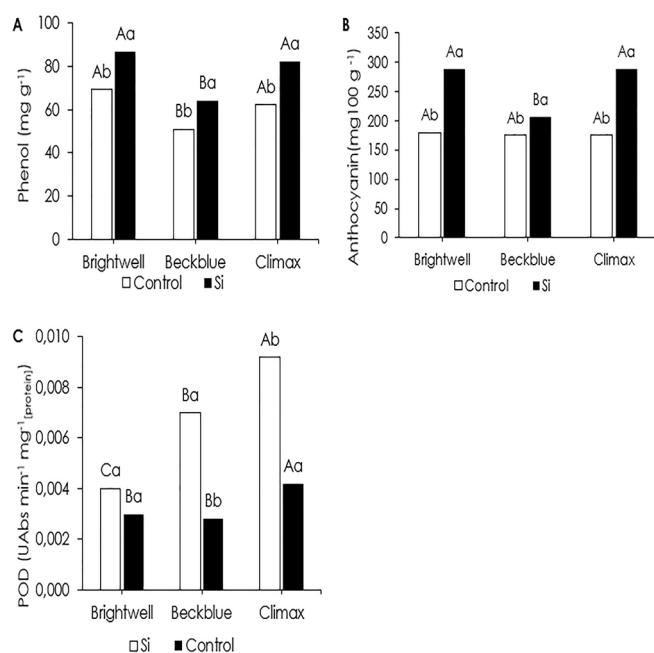 A
Phenol (mg g⁻¹)
100
80
60
40
20
0
Ab
Aa
Bb
Ba
Ab
Aa
Brightwell
Beckblue
Climax
Control
Si
B
Anthocyanin(mg100 g⁻¹)
350
300
250
200
150
100
50
0
Ab
Aa
Ab
Ba
Ab
Aa
Brightwell
Beckblue
Climax
Control
Si
C
POD (UAbs min⁻¹ mg⁻¹[protein])
0,010
0,008
0,006
0,004
0,002
0,000
Ca
Ba
Ba
Bb
Ab
Aa
Brightwell
Beckblue
Climax
Si
Control